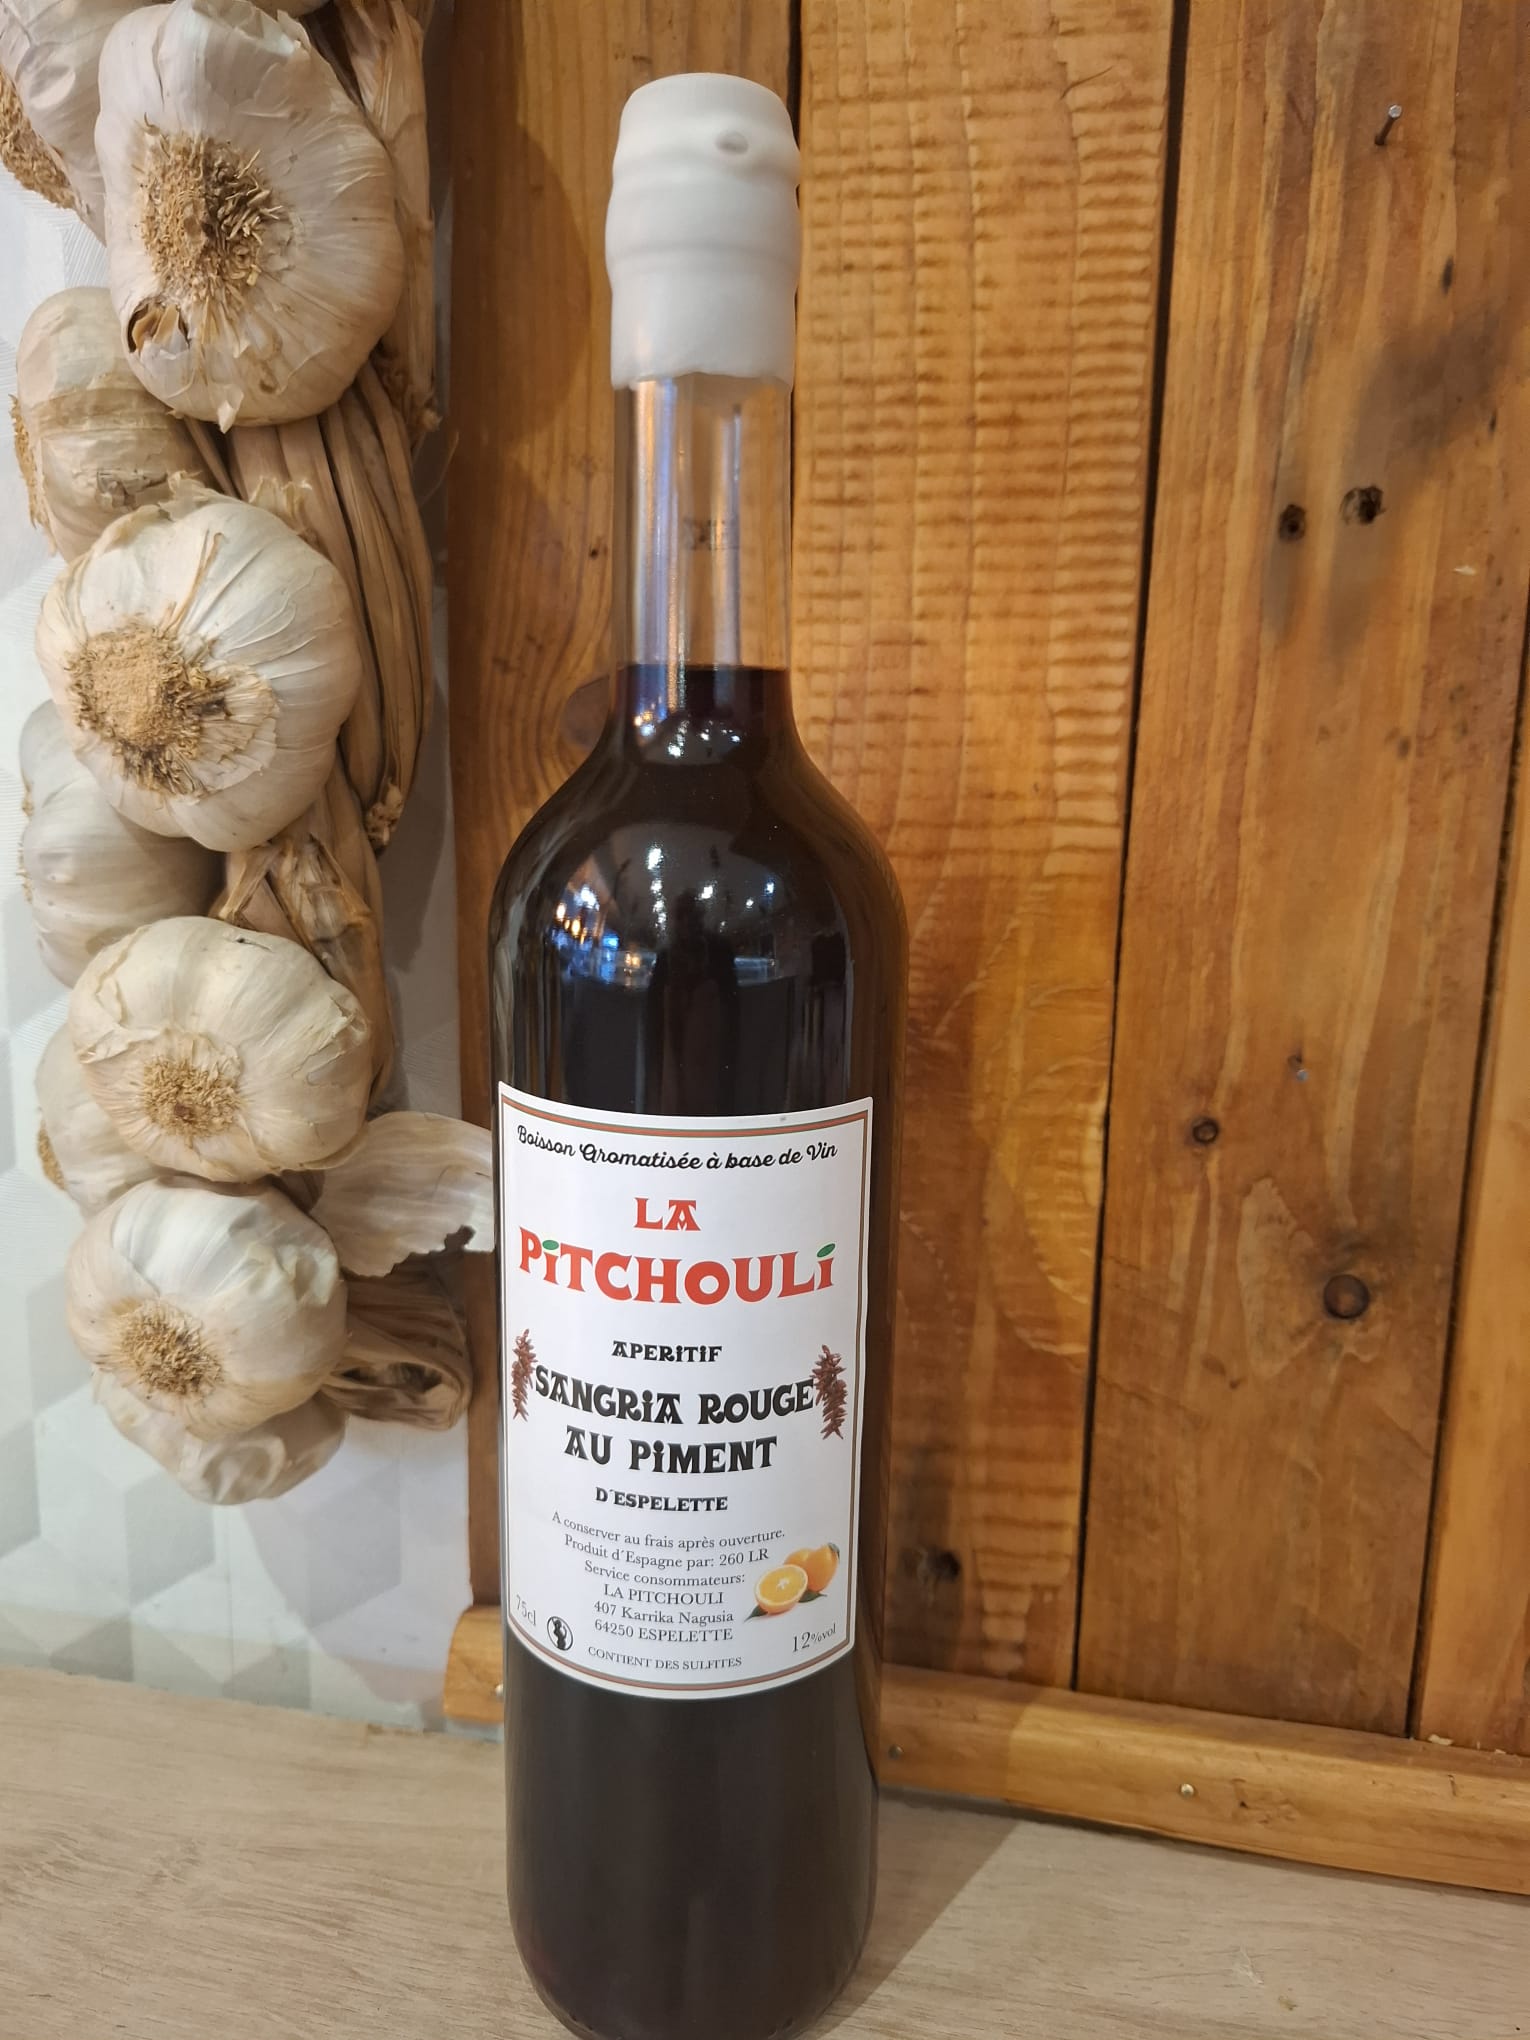 Boisson Aromatisée à base de Vin
LA
PiTCHOULi
APERiTiF
SANGRiA ROUGE
AU PiMENT
D´ESPELETTE
A conserver au frais après ouverture.
Produit d´Espagne par: 260 LR
Service consommateurs:
LA PITCHOULI
407 Karrika Nagusia
64250 ESPELETTE
75cl
12%vol
CONTIENT DES SULFITES